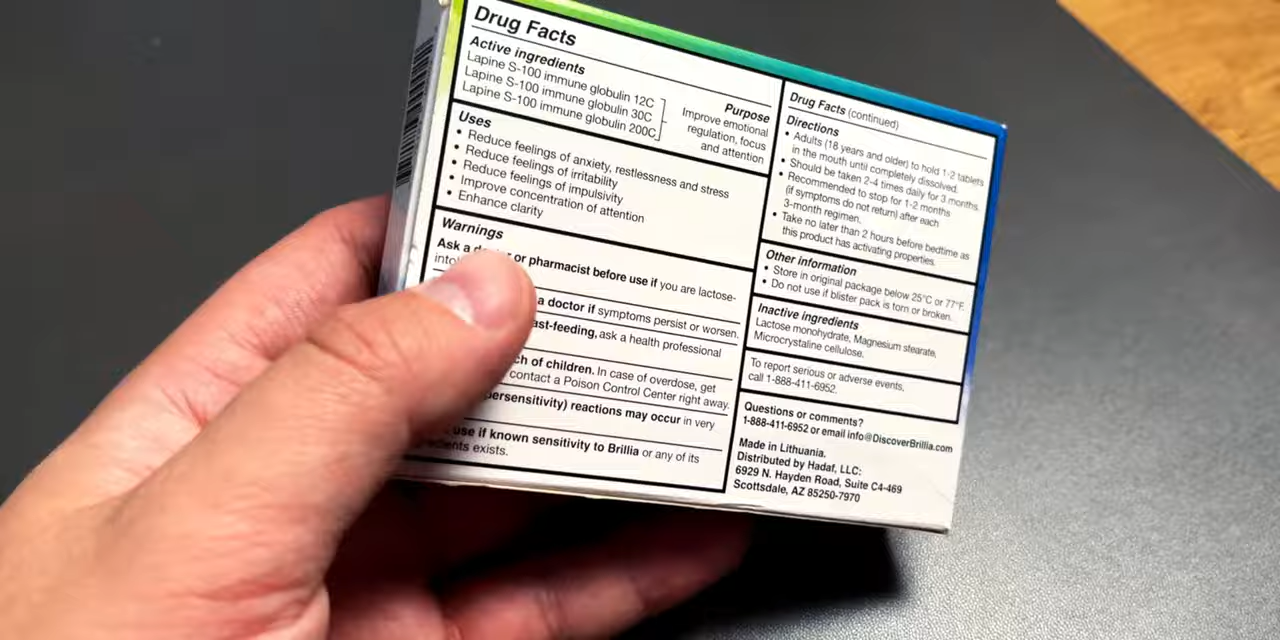 Drug Facts
Active ingredients
Lapine S-100 immune globulin 12C
Lapine S-100 immune globulin 30C
Lapine S-100 immune globulin 200C
Purpose
Improve emotional
regulation, focus
and attention
Uses
• Reduce feelings of anxiety, restlessness and stress
• Reduce feelings of irritability
• Reduce feelings of impulsivity
• Improve concentration of attention
• Enhance clarity
Warnings
Ask a or pharmacist before use if you are lactose-
a doctor if symptoms persist or worsen.
ask a health professional
of children. In case of overdose, get
contact a Poison Control Center right away.
reactions may occur in very
use if known sensitivity to Brillia or any of its
exists.
Drug Facts (continued)
Directions
• Adults (18 years and older) to hold 1-2 tablets
in the mouth until completely dissolved.
• Should be taken 2-4 times daily for 3 months.
• Recommended to stop for 1-2 months
(if symptoms do not return) after each
3-month regimen.
• Take no later than 2 hours before bedtime as
this product has activating properties.
Other information
• Store in original package below 25°C or 77°F.
• Do not use if blister pack is torn or broken.
Inactive ingredients
Lactose monohydrate, Magnesium stearate,
Microcrystaline cellulose.
To report serious or adverse events,
call 1-888-411-6952.
Questions or comments?
1-888-411-6952 or email info@DiscoverBrillia.com
Made in Lithuania.
Distributed by Hadaf, LLC:
6929 N. Hayden Road, Suite C4-469
Scottsdale, AZ 85250-7970